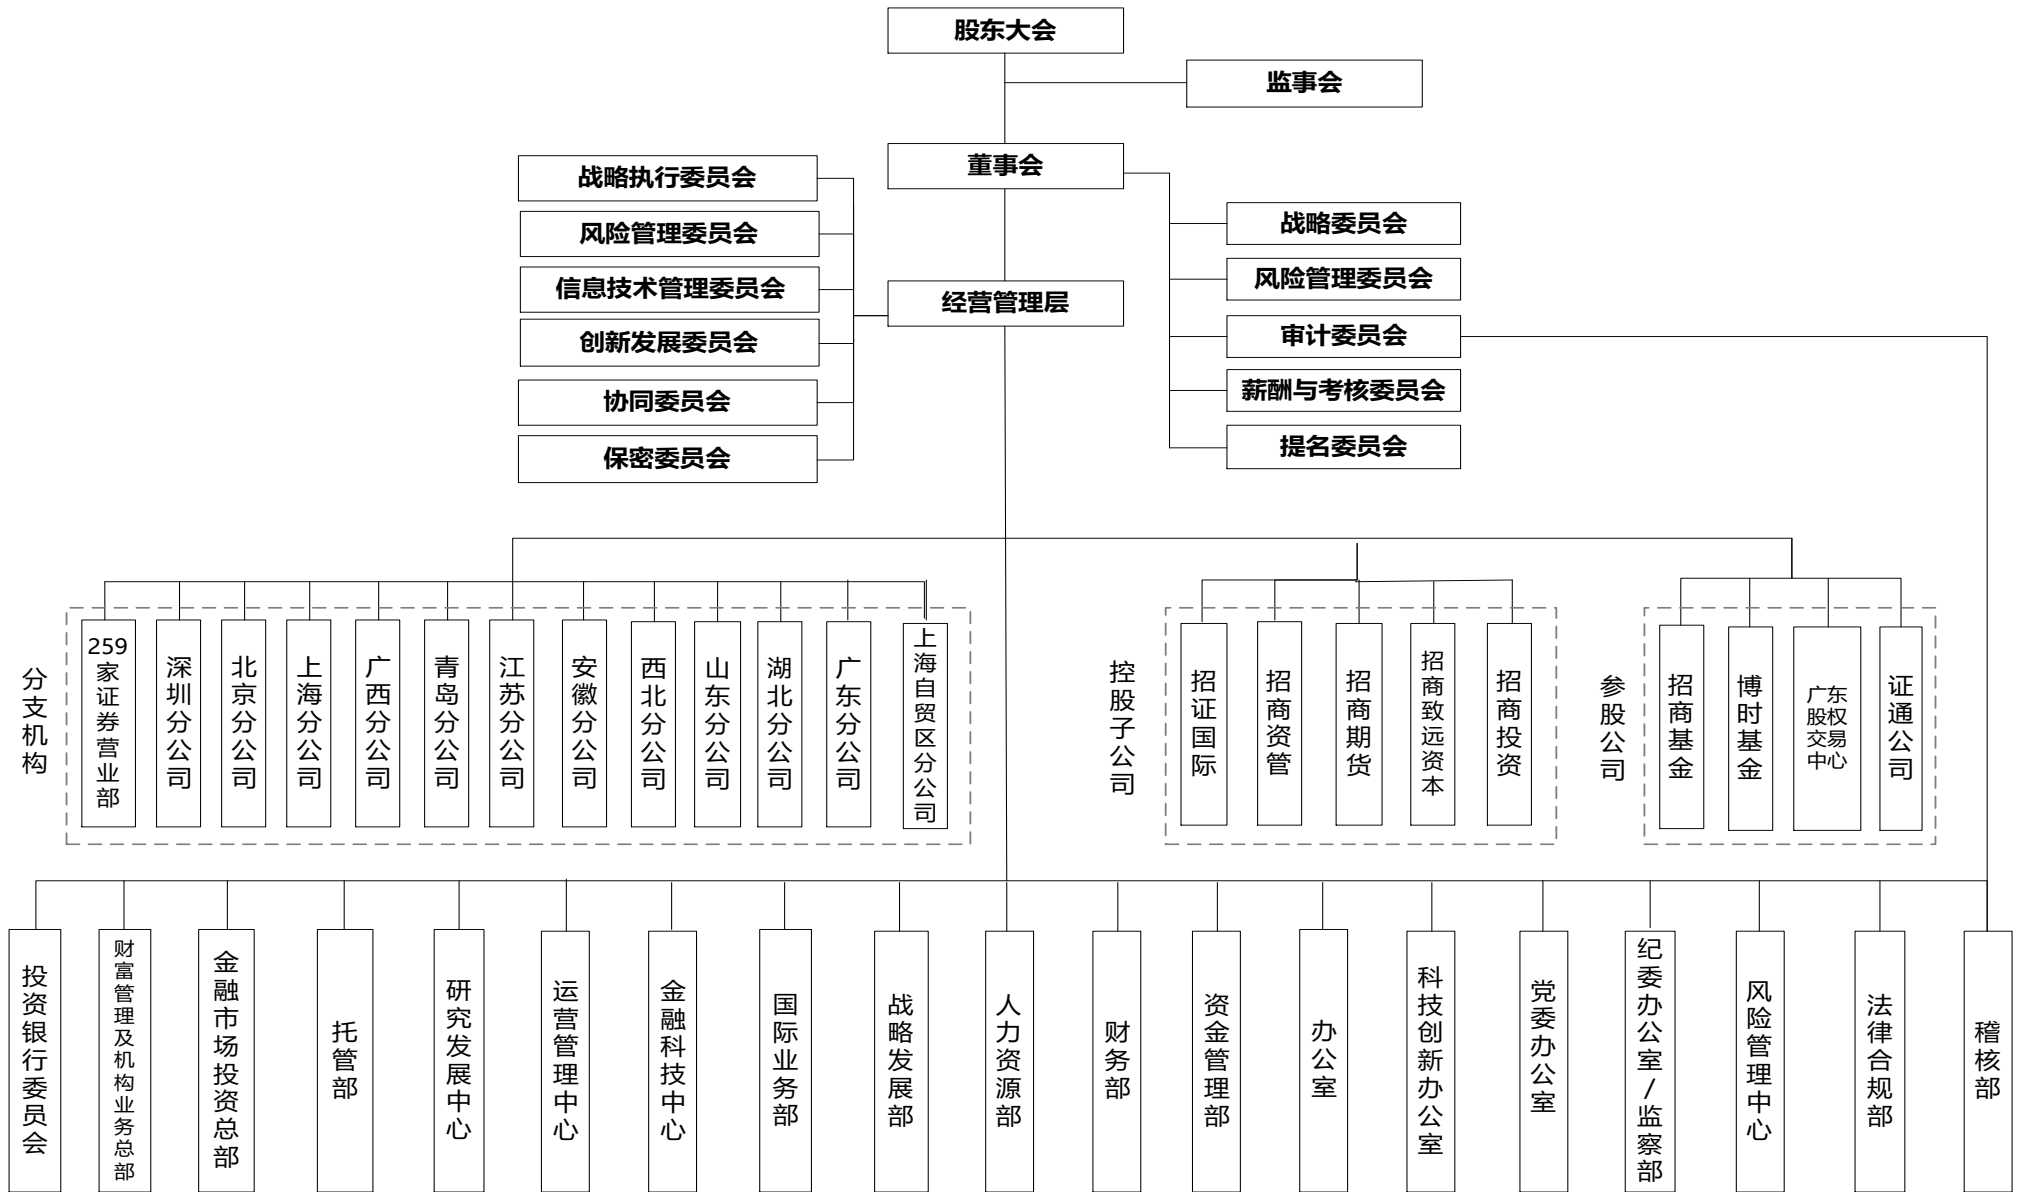 股东大会
监事会
董事会
战略执行委员会
风险管理委员会
信息技术管理委员会
创新发展委员会
协同委员会
保密委员会
经营管理层
战略委员会
风险管理委员会
审计委员会
薪酬与考核委员会
提名委员会
分支机构
259家证券营业部
深圳分公司
北京分公司
上海分公司
广西分公司
青岛分公司
江苏分公司
安徽分公司
西北分公司
山东分公司
湖北分公司
广东分公司
上海自贸区分公司
控股子公司
招证国际
招商资管
招商期货
招商致远资本
招商投资
参股公司
招商基金
博时基金
广东
股权
交易
中心
证通公司
投资银行委员会
财富管理及机构业务总部
金融市场投资总部
托管部
研究发展中心
运营管理中心
金融科技中心
国际业务部
战略发展部
人力资源部
财务部
资金管理部
办公室
科技创新办公室
党委办公室
纪委办公室/监察部
风险管理中心
法律合规部
稽核部